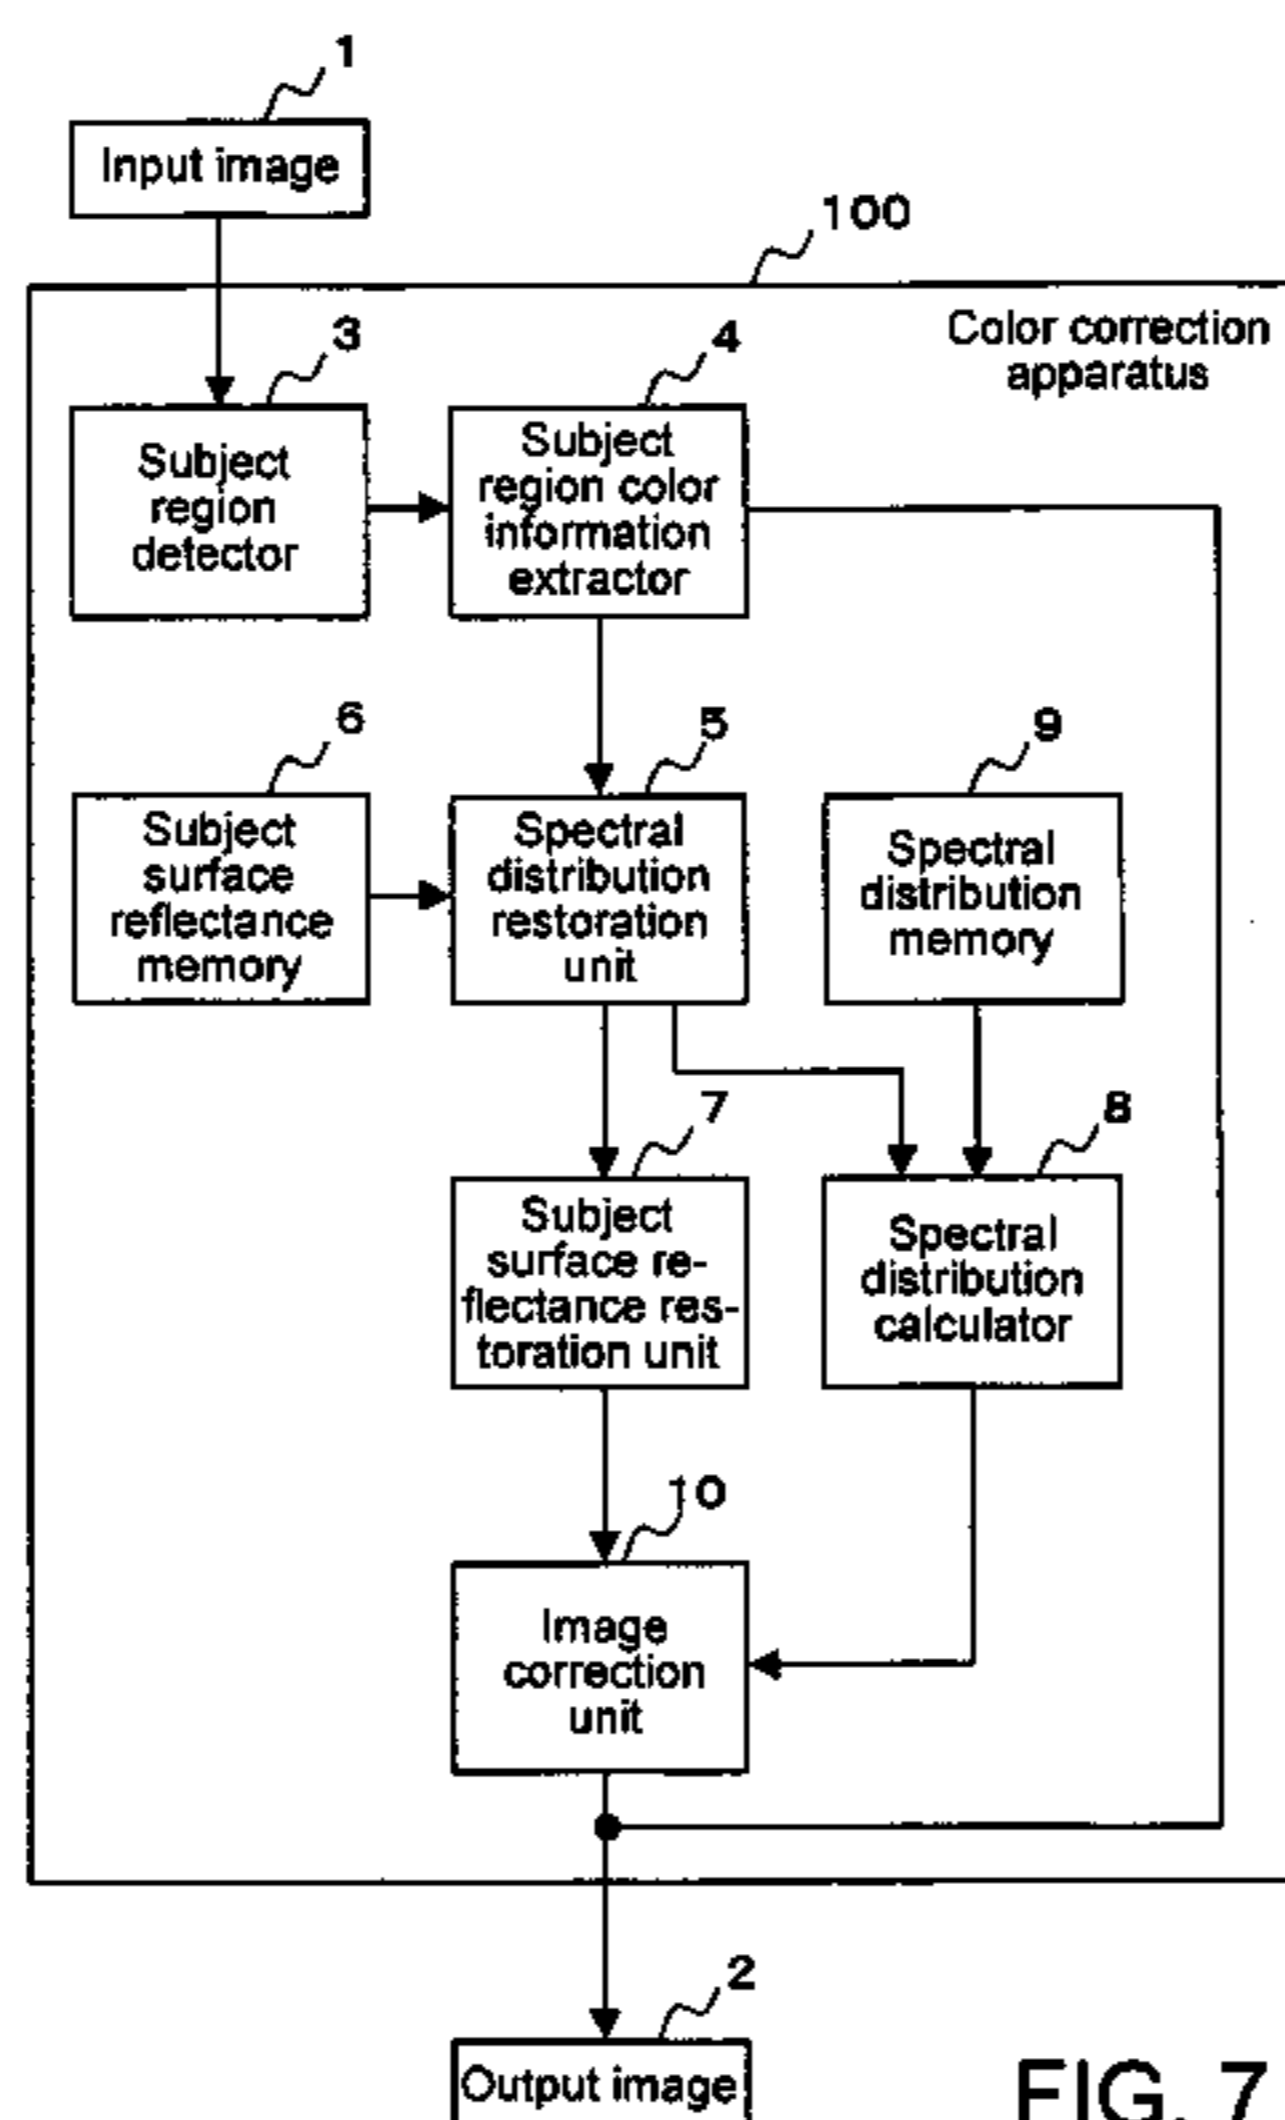 1
Input image
100
Color correction
apparatus
3
4
Subject
region
detector
Subject
region color
information
extractor
6
5
9
Subject
surface
reflectance
memory
Spectral
distribution
restoration
unit
Spectral
distribution
memory
7
8
Subject
surface re-
flectance res-
toration unit
Spectral
distribution
calculator
10
Image
correction
unit
2
Output image
FIG. 7